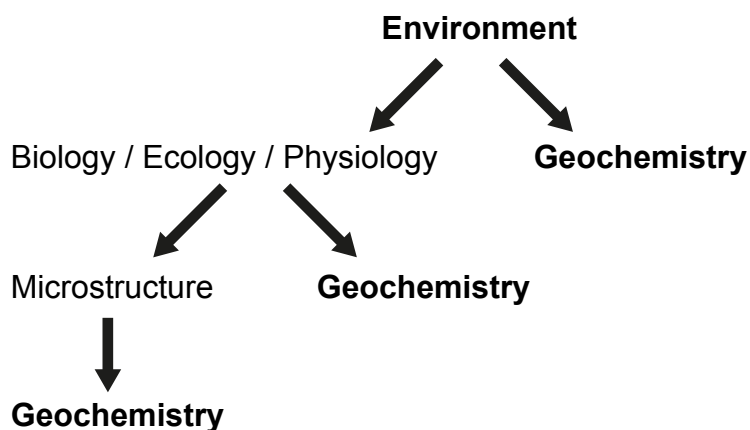 Environment
Biology / Ecology / Physiology Geochemistry
Microstructure Geochemistry
Geochemistry